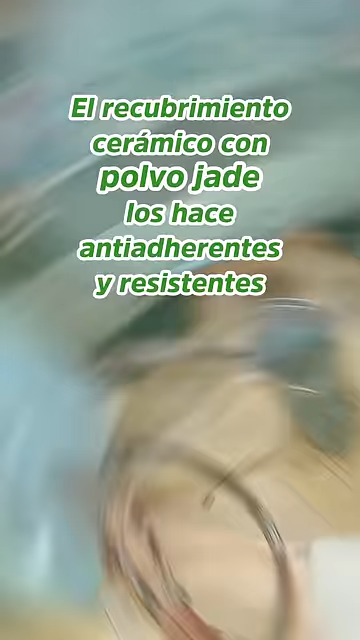 El recubrimiento
cerámico con
polvo jade
los hace
antiadherentes
y resistentes